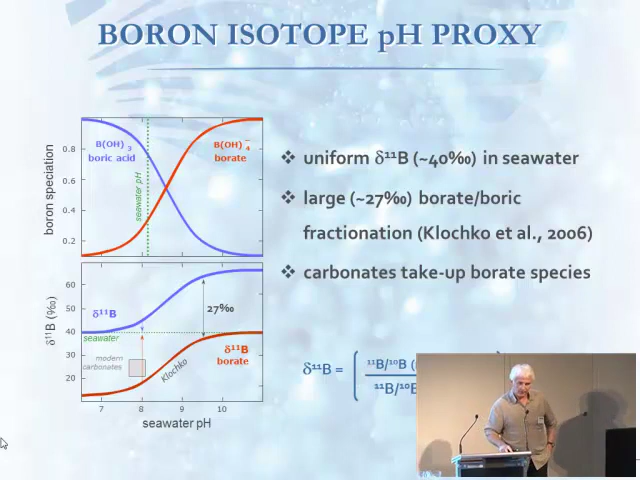 BORON ISOTOPE pH PROXY
boron speciation
0.8
0.6
0.4
0.2
B(OH)3
boric acid
B(OH)4-
borate
seawater pH
❖ uniform δ¹¹B (~40‰) in seawater
❖ large (~27‰) borate/boric
fractionation (Klochko et al., 2006)
❖ carbonates take-up borate species
δ¹¹B (‰)
60
50
40
30
20
δ¹¹B
27‰
seawater
modern
carbonates
Klochko
δ¹¹B
borate
7
8
9
10
seawater pH
δ¹¹B =
¹¹B/¹⁰B (
¹¹B/¹⁰